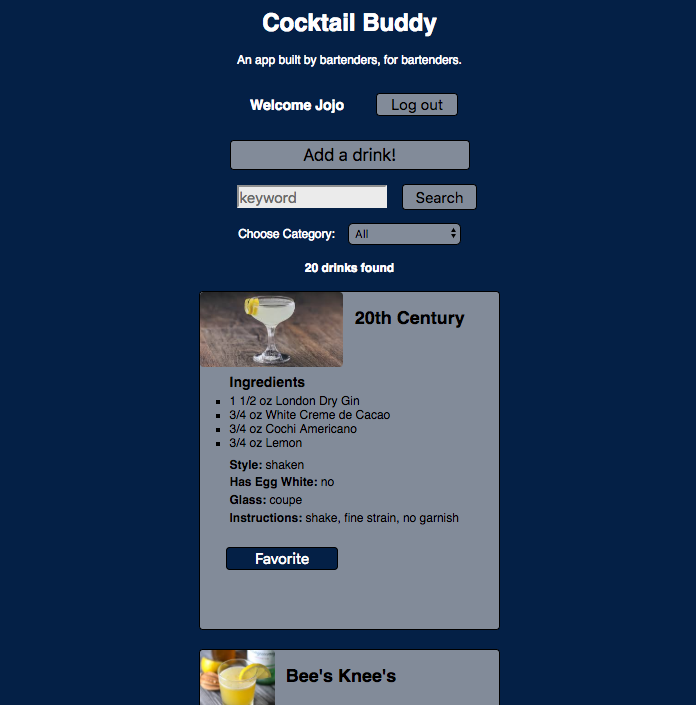 Cocktail Buddy
An app built by bartenders, for bartenders.
Welcome Jojo
Log out
Add a drink!
keyword
Search
Choose Category:
All
20 drinks found
20th Century
Ingredients
1 1/2 oz London Dry Gin
3/4 oz White Creme de Cacao
3/4 oz Cochi Americano
3/4 oz Lemon
Style: shaken
Has Egg White: no
Glass: coupe
Instructions: shake, fine strain, no garnish
Favorite
Bee's Knee's